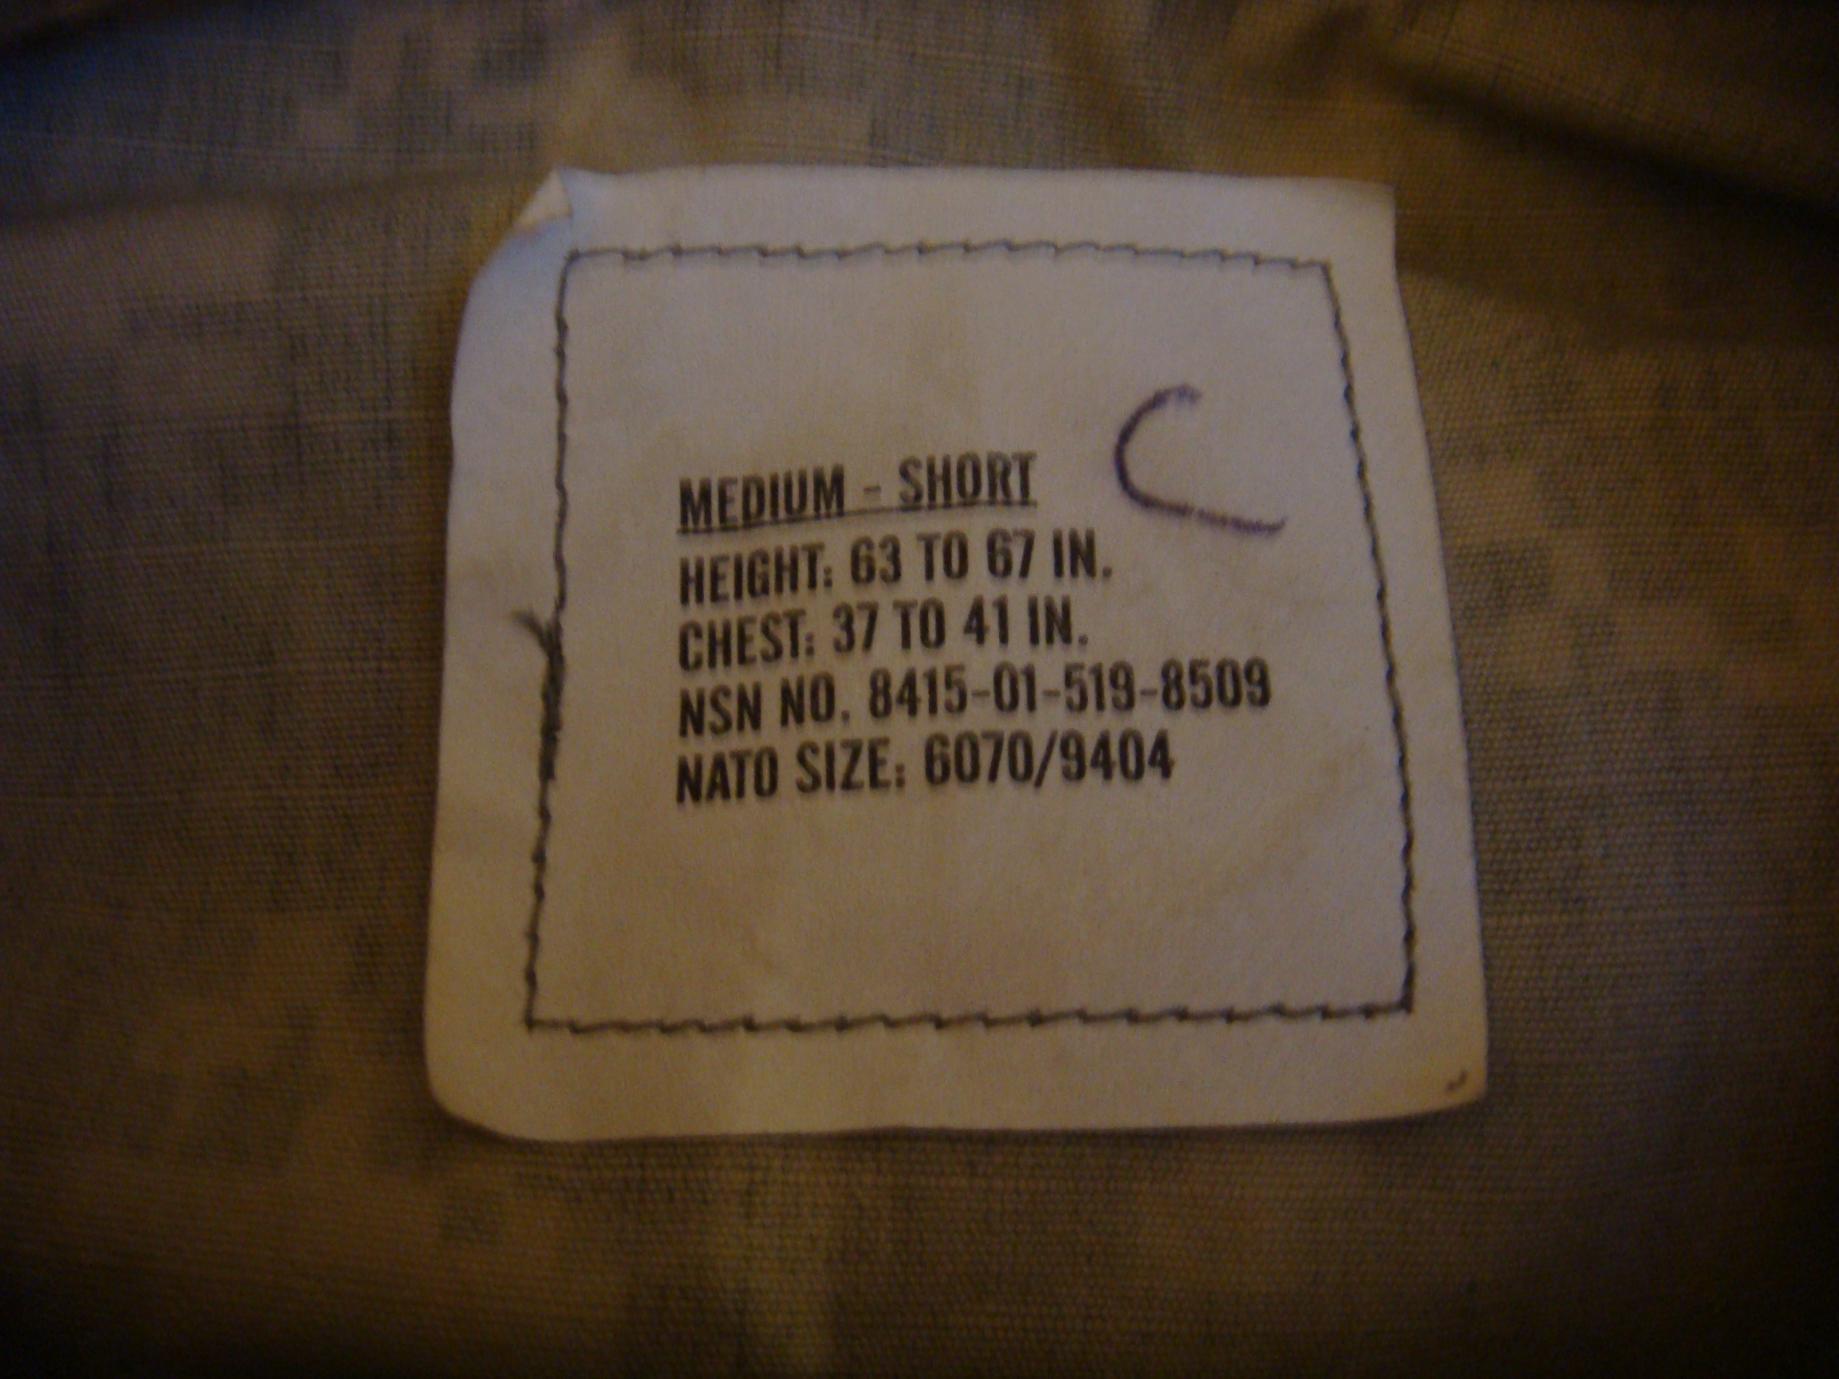 C
MEDIUM - SHORT
HEIGHT: 63 TO 67 IN.
CHEST: 37 TO 41 IN.
NSN NO. 8415-01-519-8509
NATO SIZE: 6070/9404